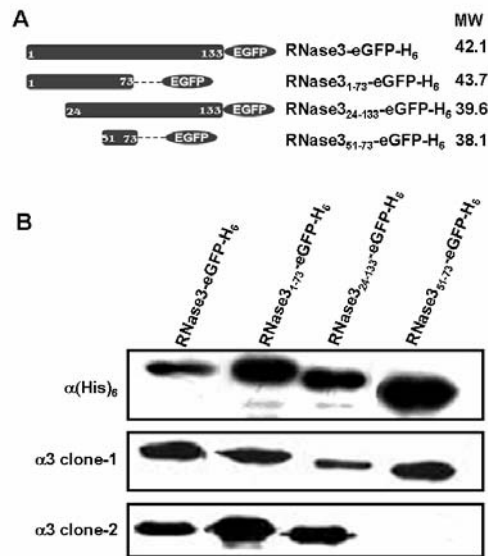 A
MW
1 133 EGFP RNase3-eGFP-H₆ 42.1
1 73 EGFP RNase3₁₋₇₃-eGFP-H₆ 43.7
24 133 EGFP RNase3₂₄₋₁₃₃-eGFP-H₆ 39.6
51 73 EGFP RNase3₅₁₋₇₃-eGFP-H₆ 38.1
B
RNase3-eGFP-H₆
RNase3₁₋₇₃-eGFP-H₆
RNase3₂₄₋₁₃₃-eGFP-H₆
RNase3₅₁₋₇₃-eGFP-H₆
α(His)₆
α3 clone-1
α3 clone-2